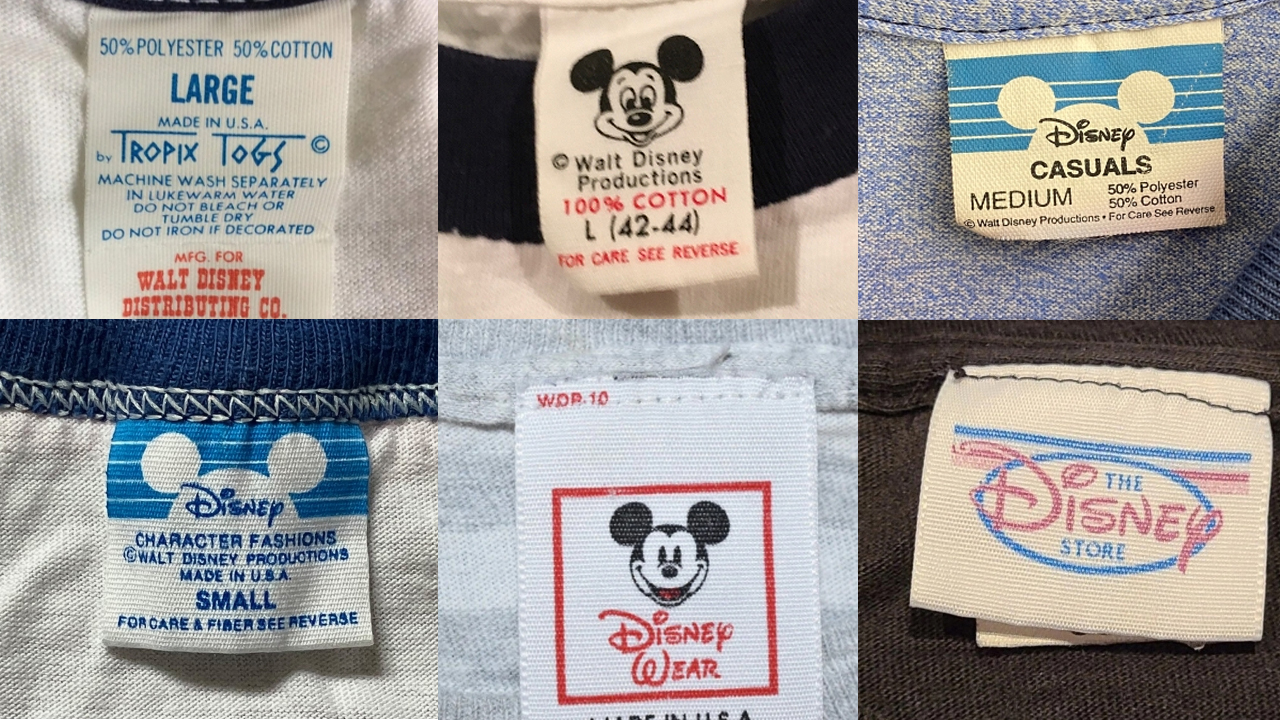 50% POLYESTER 50% COTTON
LARGE
MADE IN U.S.A.
by TROPIX TOGS ©
MACHINE WASH SEPARATELY
IN LUKEWARM WATER
DO NOT BLEACH OR
TUMBLE DRY
DO NOT IRON IF DECORATED
MFG. FOR
WALT DISNEY
DISTRIBUTING CO.
© Walt Disney
Productions
100% COTTON
L (42-44)
FOR CARE SEE REVERSE
Disney
CASUALS
MEDIUM 50% Polyester
50% Cotton
© Walt Disney Productions • For Care See Reverse
Disney
CHARACTER FASHIONS
© WALT DISNEY PRODUCTIONS
MADE IN U.S.A.
SMALL
FOR CARE & FIBER SEE REVERSE
WDP-10
DISNEY
WEAR
MADE IN U.S.A.
THE
DISNEY
STORE